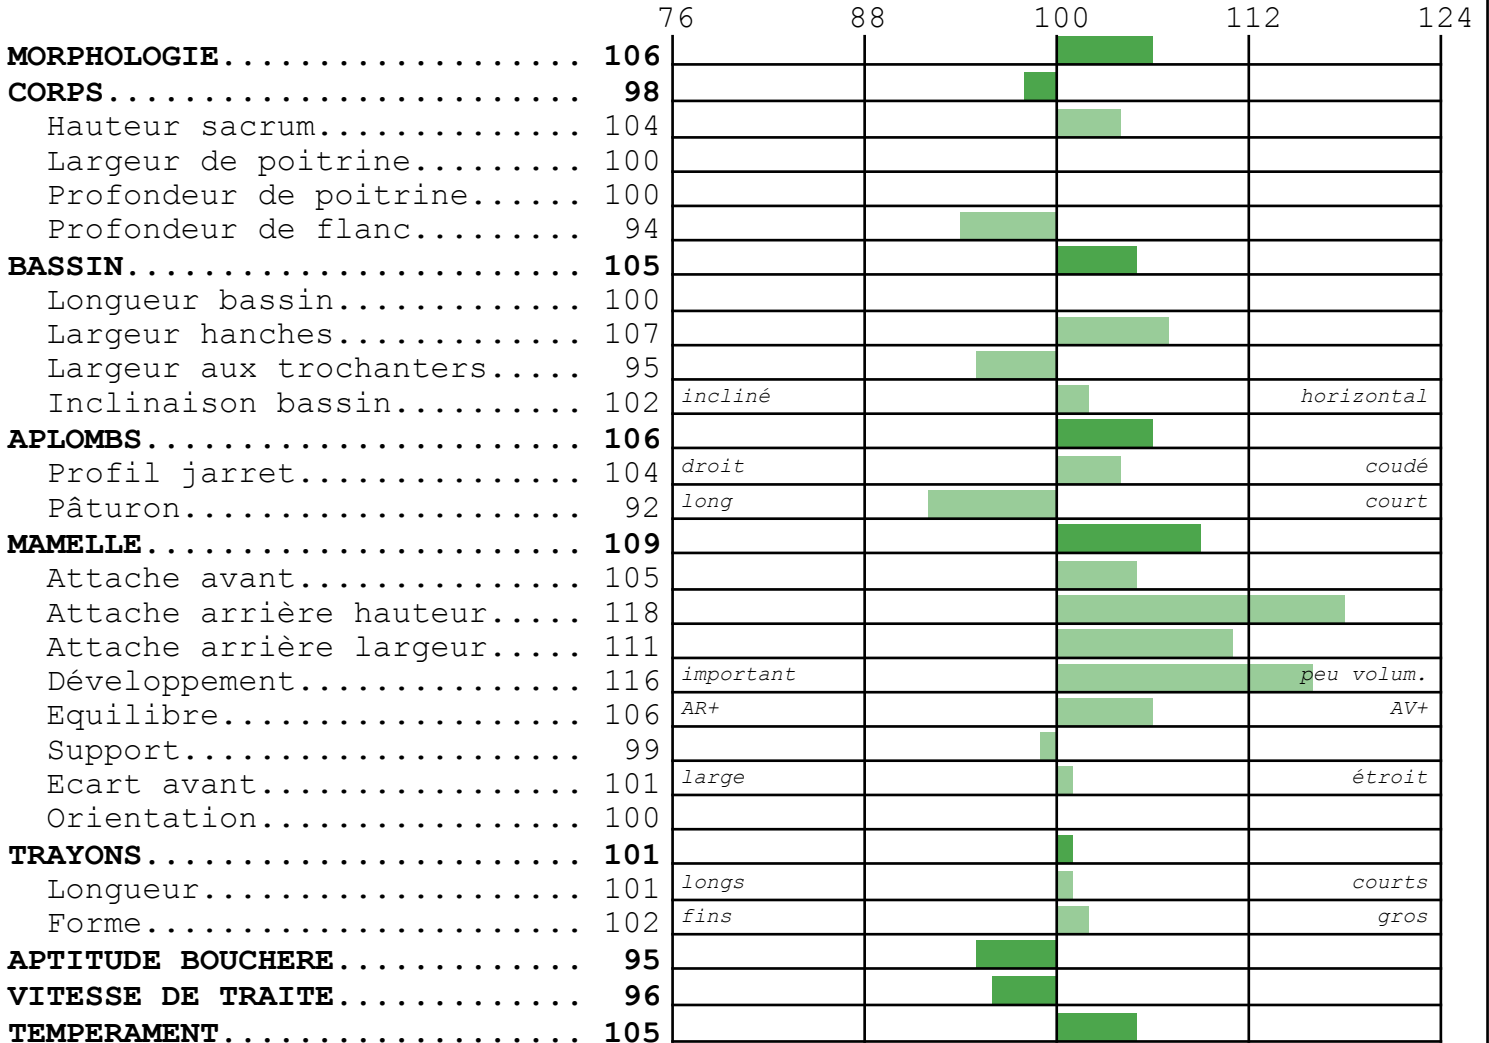 76 88 100 112 124
MORPHOLOGIE................... 106
CORPS......................... 98
Hauteur sacrum.............. 104
Largeur de poitrine......... 100
Profondeur de poitrine...... 100
Profondeur de flanc......... 94
BASSIN........................ 105
Longueur bassin............. 100
Largeur hanches............. 107
Largeur aux trochanters..... 95
Inclinaison bassin.......... 102 incliné horizontal
APLOMBS....................... 106
Profil jarret............... 104 droit coudé
Pâturon..................... 92 long court
MAMELLE....................... 109
Attache avant............... 105
Attache arrière hauteur..... 118
Attache arrière largeur..... 111
Développement............... 116 important peu volum.
Equilibre................... 106 AR+ AV+
Support..................... 99
Ecart avant................. 101 large étroit
Orientation................. 100
TRAYONS....................... 101
Longueur.................... 101 longs courts
Forme....................... 102 fins gros
APTITUDE BOUCHERE............. 95
VITESSE DE TRAITE............. 96
TEMPERAMENT................... 105